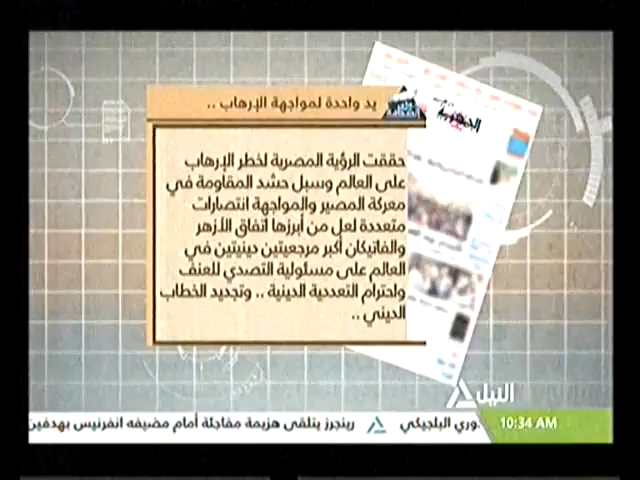 يد واحدة لمواجهة الإرهاب ..
حققت الرؤية المصرية لخطر الإرهاب
على العالم وسبل حشد المقاومة في
معركة المصير والمواجهة انتصارات
متعددة لعل من أبرزها اتفاق الأزهر
والفاتيكان أكبر مرجعيتين دينيتين في
العالم على مسئولية التصدي للعنف
واحترام التعددية الدينية .. وتجديد الخطاب
الديني ..
النيل
وري البلجيكي
رينجرز يتلقى هزيمة مفاجئة أمام مضيفه انفرنيس بهدفين
10:34 AM